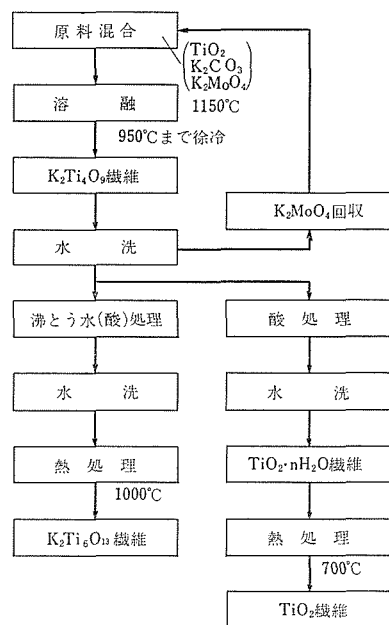 原料混合
TiO₂
K₂CO₃
K₂MoO₄
溶融
1150℃
950℃まで徐冷
K₂Ti₄O₉繊維
K₂MoO₄回収
水洗
沸とう水(酸)処理
酸処理
水洗
水洗
熱処理
TiO₂·nH₂O繊維
1000℃
K₂Ti₆O₁₃繊維
熱処理
700℃
TiO₂繊維